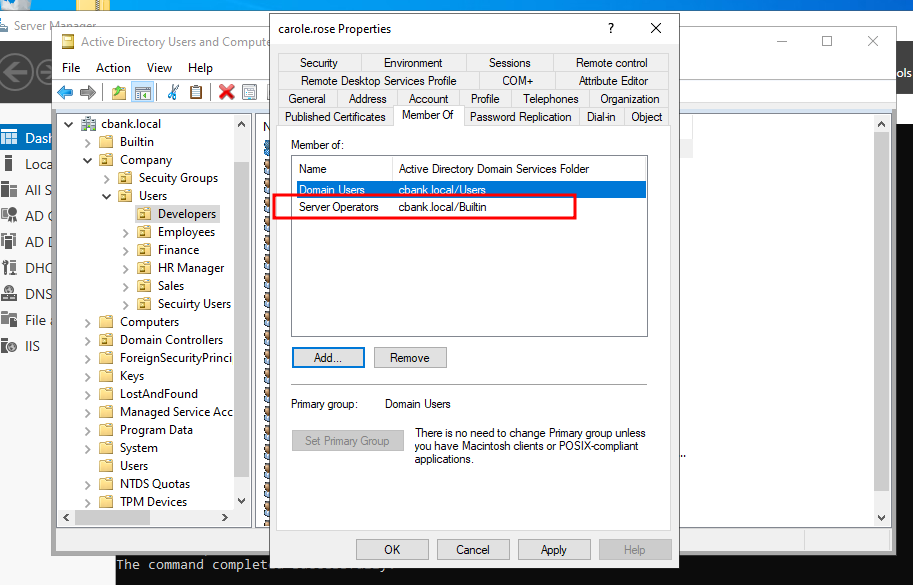 Server Manager
Active Directory Users and Compute
File Action View Help
Dash
Loca
All S
AD
AD D
DHC
DNS
File a
IIS
ols
cbank.local
Builtin
Company
Seucity Groups
Users
Developers
Employees
Finance
HR Manager
Sales
Secuirty Users
Computers
Domain Controllers
ForeignSecurityPrinci
Keys
LostAndFound
Managed Service Acc
Program Data
System
Users
NTDS Quotas
TPM Devices
N
carole.rose Properties
?
Security Environment Sessions Remote control
Remote Desktop Services Profile COM+ Attribute Editor
General Address Account Profile Telephones Organization
Published Certificates Member Of Password Replication Dial-in Object
Member of:
Name Active Directory Domain Services Folder
Domain Users cbank.local/Users
Server Operators cbank.local/Builtin
Add... Remove
Primary group: Domain Users
Set Primary Group
There is no need to change Primary group unless
you have Macintosh clients or POSIX-compliant
applications.
OK Cancel Apply Help
The command completed successfully.